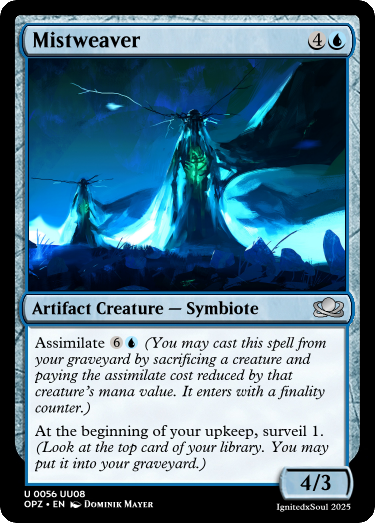 Mistweaver 4
Artifact Creature — Symbiote
Assimilate 6 (You may cast this spell from
your graveyard by sacrificing a creature and
paying the assimilate cost reduced by that
creature's mana value. It enters with a finality
counter.)
At the beginning of your upkeep, surveil 1.
(Look at the top card of your library. You may
put it into your graveyard.)
4/3
U 0056 UU08
OPZ • EN Dominik Mayer
IgnitedxSoul 2025